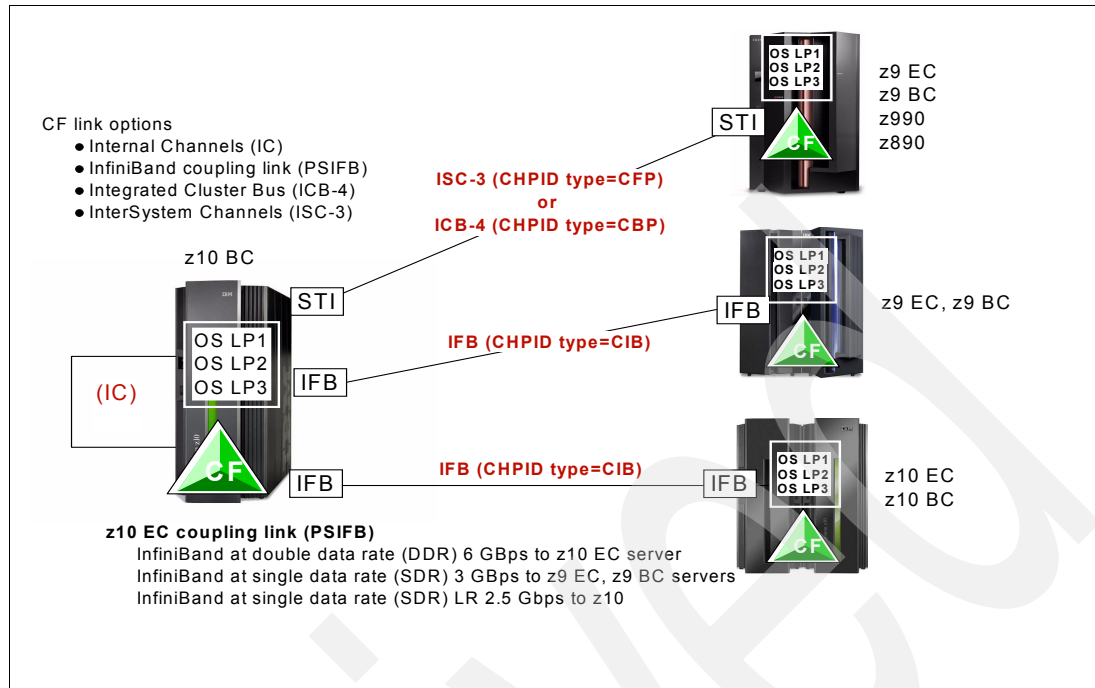 CF link options
● Internal Channels (IC)
● InfiniBand coupling link (PSIFB)
● Integrated Cluster Bus (ICB-4)
● InterSystem Channels (ISC-3)
OS LP1
OS LP2
OS LP3
CF
STI
z9 EC
z9 BC
z990
z890
ISC-3 (CHPID type=CFP)
or
ICB-4 (CHPID type=CBP)
z10 BC
STI
OS LP1
OS LP2
OS LP3
(IC)
CF
IFB
IFB
IFB (CHPID type=CIB)
IFB
OS LP1
OS LP2
OS LP3
CF
z9 EC, z9 BC
IFB (CHPID type=CIB)
IFB
OS LP1
OS LP2
OS LP3
CF
z10 EC
z10 BC
z10 EC coupling link (PSIFB)
InfiniBand at double data rate (DDR) 6 GBps to z10 EC server
InfiniBand at single data rate (SDR) 3 GBps to z9 EC, z9 BC servers
InfiniBand at single data rate (SDR) LR 2.5 Gbps to z10